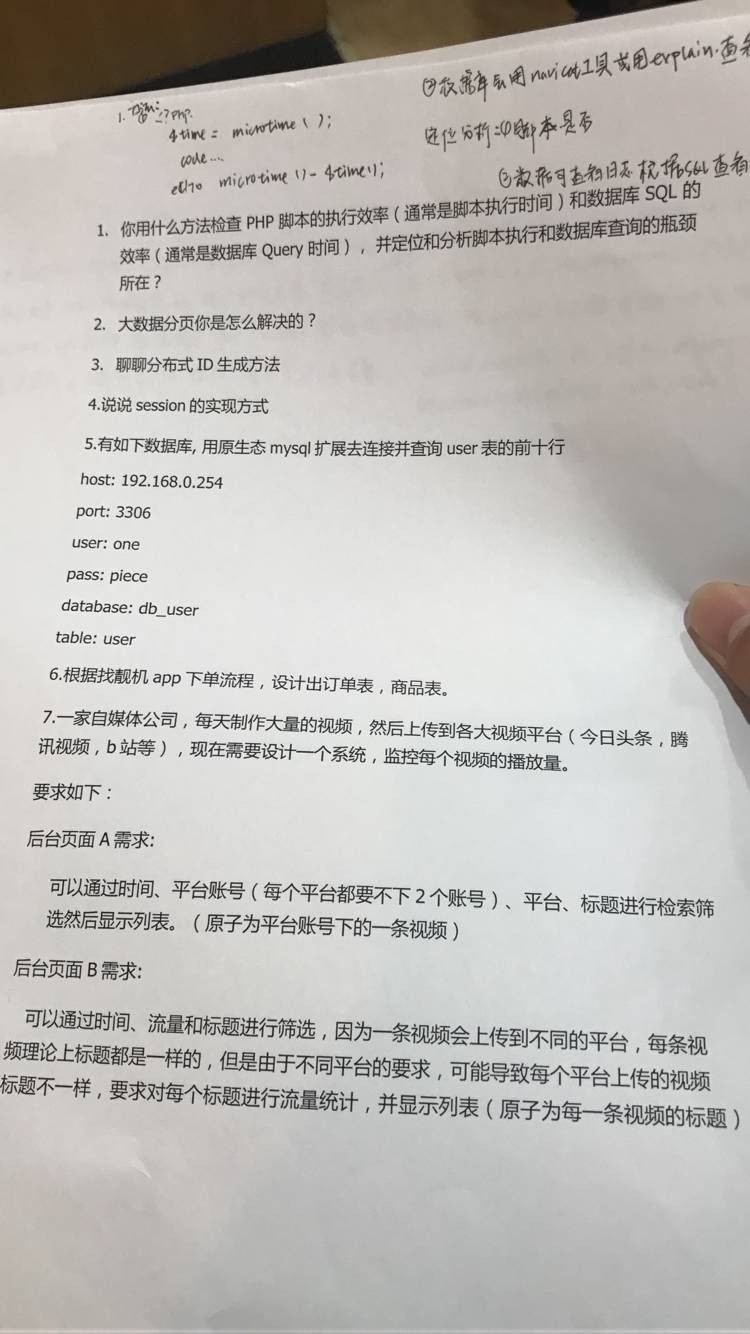 1. 
<?php.
$time = microtime();
code...
echo microtime()-$time();
②数据库可用navicat工具或用explain.查看
定位分析:①脚本是否
②数据可查看日志 根据SQL查看
1. 你用什么方法检查 PHP 脚本的执行效率（通常是脚本执行时间）和数据库 SQL 的
效率（通常是数据库 Query 时间），并定位和分析脚本执行和数据库查询的瓶颈
所在？
2. 大数据分页你是怎么解决的？
3. 聊聊分布式 ID 生成方法
4.说说 session 的实现方式
5.有如下数据库, 用原生态 mysql 扩展去连接并查询 user 表的前十行
host: 192.168.0.254
port: 3306
user: one
pass: piece
database: db_user
table: user
6.根据找靓机 app 下单流程，设计出订单表，商品表。
7.一家自媒体公司，每天制作大量的视频，然后上传到各大视频平台（今日头条，腾
讯视频，b 站等），现在需要设计一个系统，监控每个视频的播放量。
要求如下：
后台页面 A 需求:
可以通过时间、平台账号（每个平台都要不下 2 个账号）、平台、标题进行检索筛
选然后显示列表。（原子为平台账号下的一条视频）
后台页面 B 需求:
可以通过时间、流量和标题进行筛选，因为一条视频会上传到不同的平台，每条视
频理论上标题都是一样的，但是由于不同平台的要求，可能导致每个平台上传的视频
标题不一样，要求对每个标题进行流量统计，并显示列表（原子为每一条视频的标题）